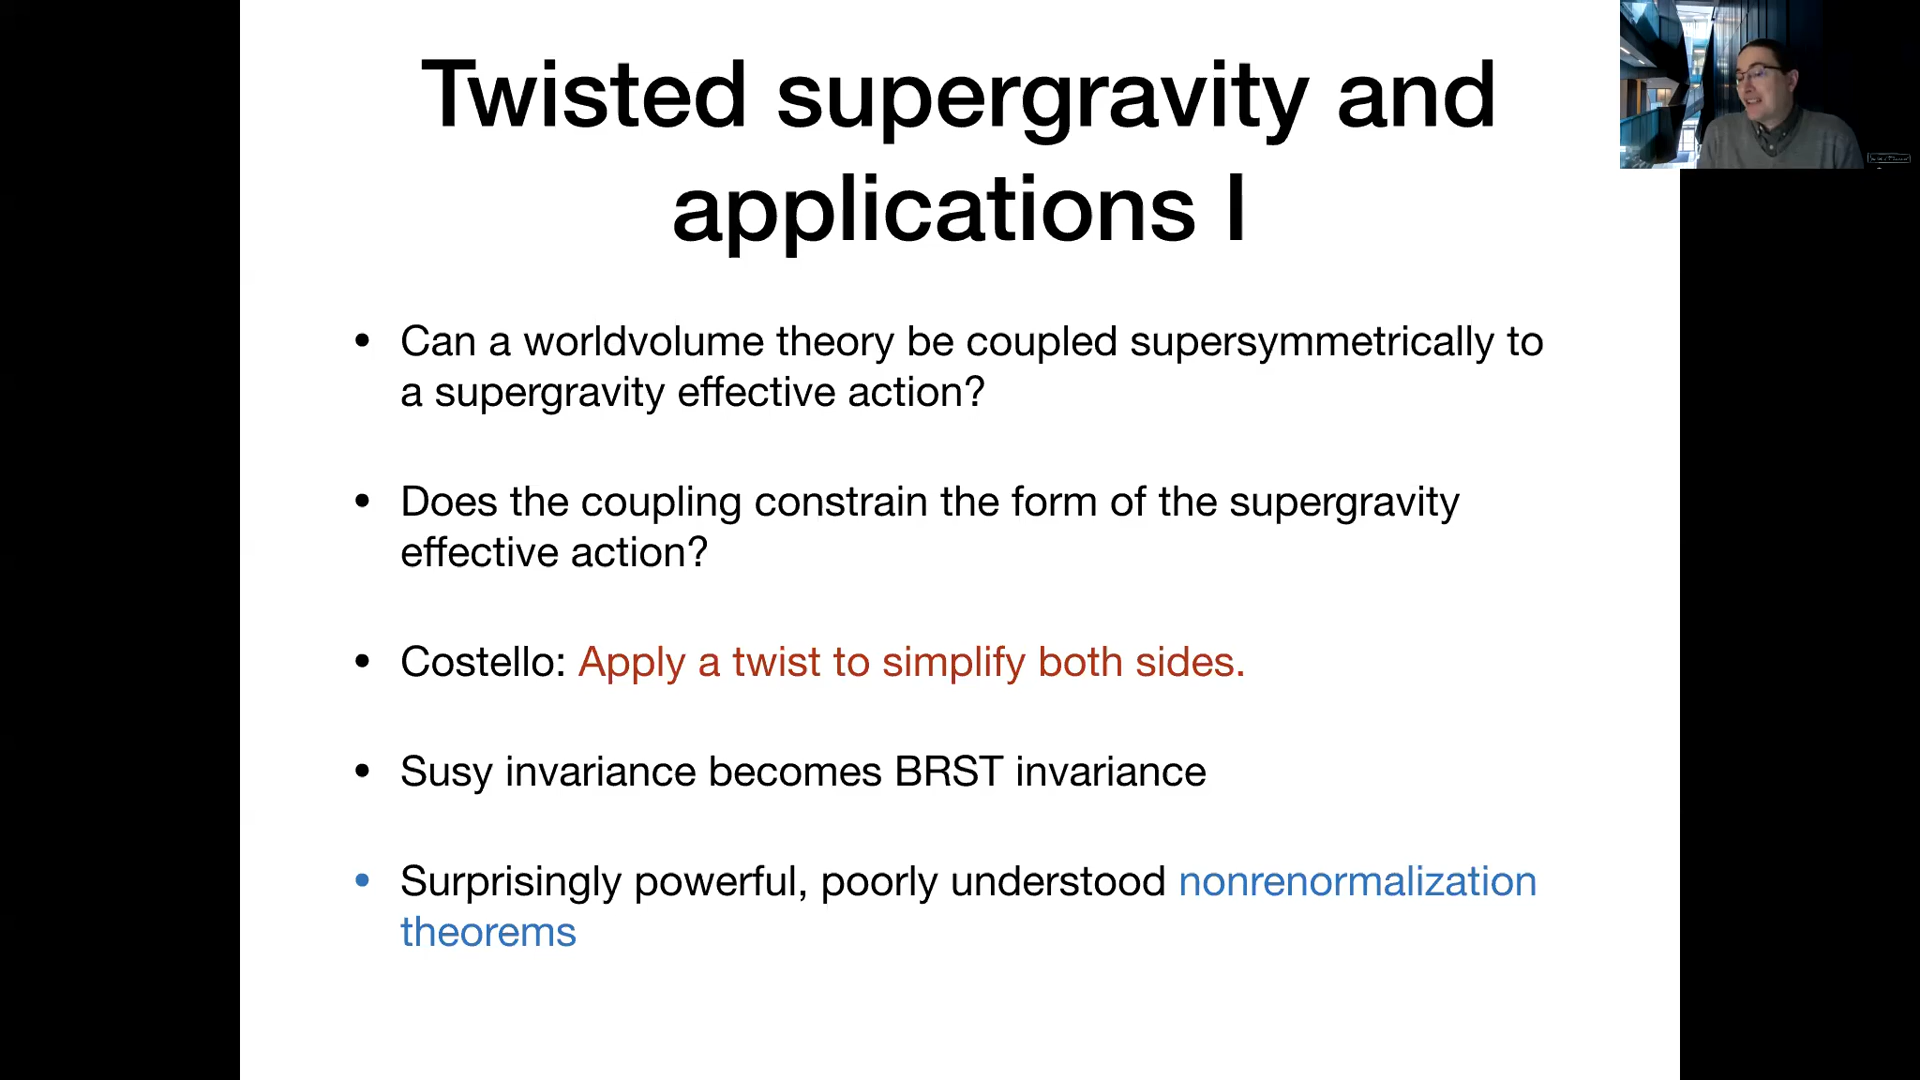 Twisted supergravity and
applications I
• Can a worldvolume theory be coupled supersymmetrically to
a supergravity effective action?
• Does the coupling constrain the form of the supergravity
effective action?
• Costello: Apply a twist to simplify both sides.
• Susy invariance becomes BRST invariance
• Surprisingly powerful, poorly understood nonrenormalization
theorems